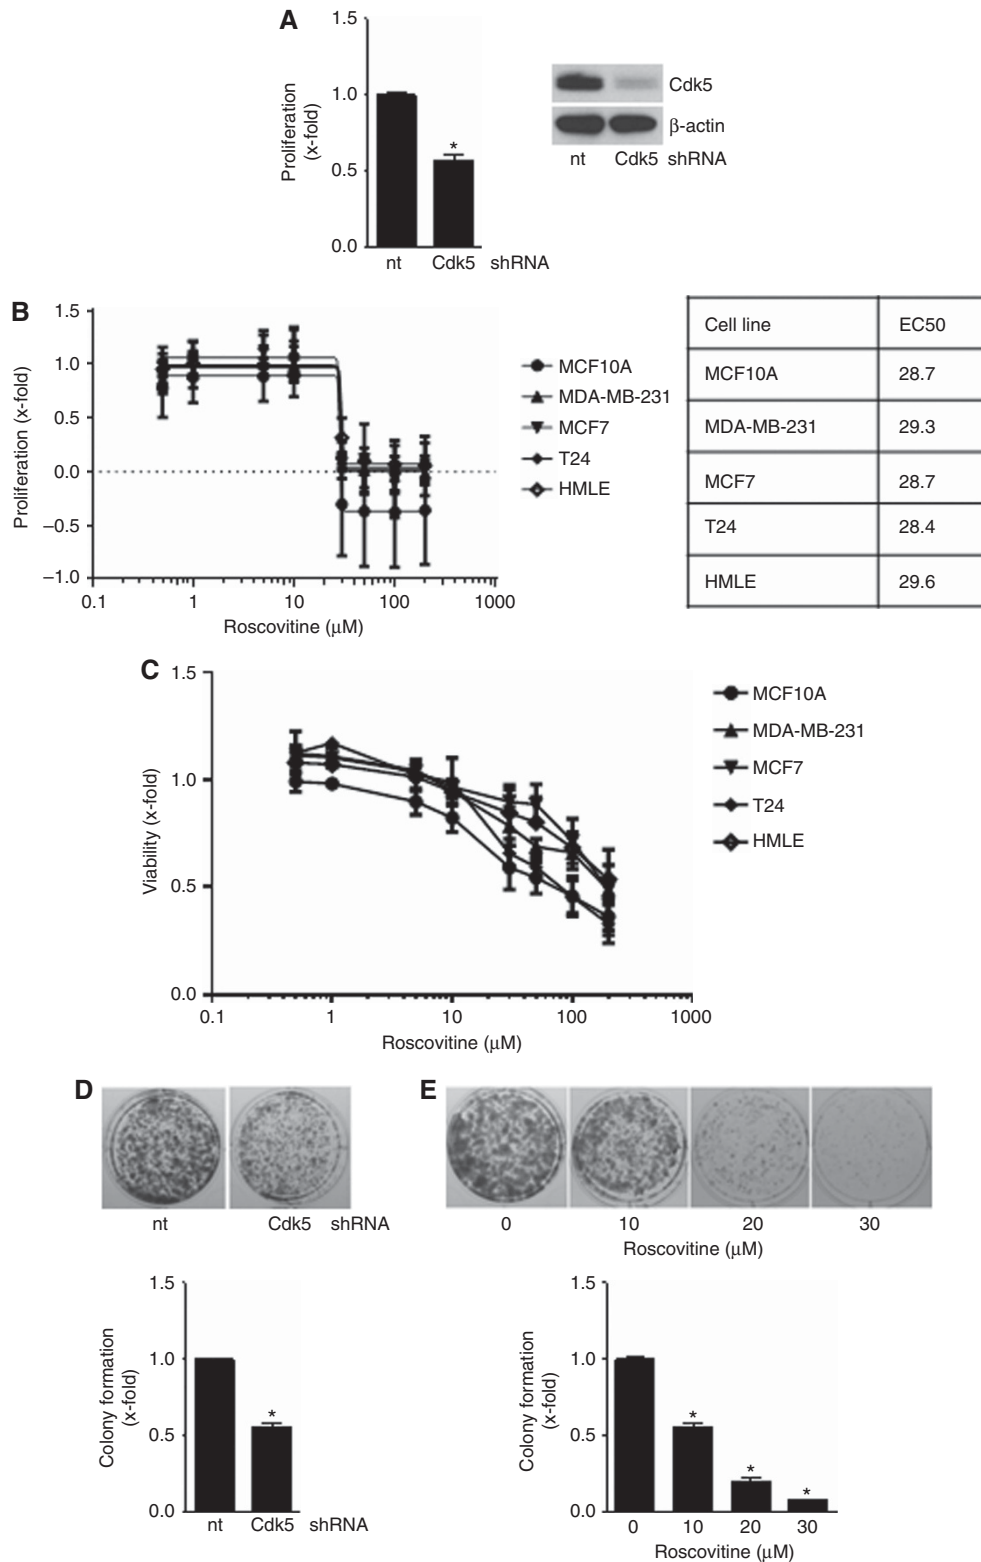 A
1.5
1.0
0.5
0.0
Proliferation
(x-fold)
*
nt Cdk5 shRNA
Cdk5
β-actin
nt Cdk5 shRNA
B
1.5
1.0
0.5
0.0
–0.5
–1.0
Proliferation (x-fold)
0.1 1 10 100 1000
Roscovitine (μM)
MCF10A
MDA-MB-231
MCF7
T24
HMLE
Cell line EC50
MCF10A 28.7
MDA-MB-231 29.3
MCF7 28.7
T24 28.4
HMLE 29.6
C
1.5
1.0
0.5
0.0
Viability (x-fold)
0.1 1 10 100 1000
Roscovitine (μM)
MCF10A
MDA-MB-231
MCF7
T24
HMLE
D
nt Cdk5 shRNA
1.5
1.0
0.5
0.0
Colony formation
(x-fold)
*
nt Cdk5 shRNA
E
0 10 20 30
Roscovitine (μM)
1.5
1.0
0.5
0.0
Colony formation
(x-fold)
* * *
0 10 20 30
Roscovitine (μM)